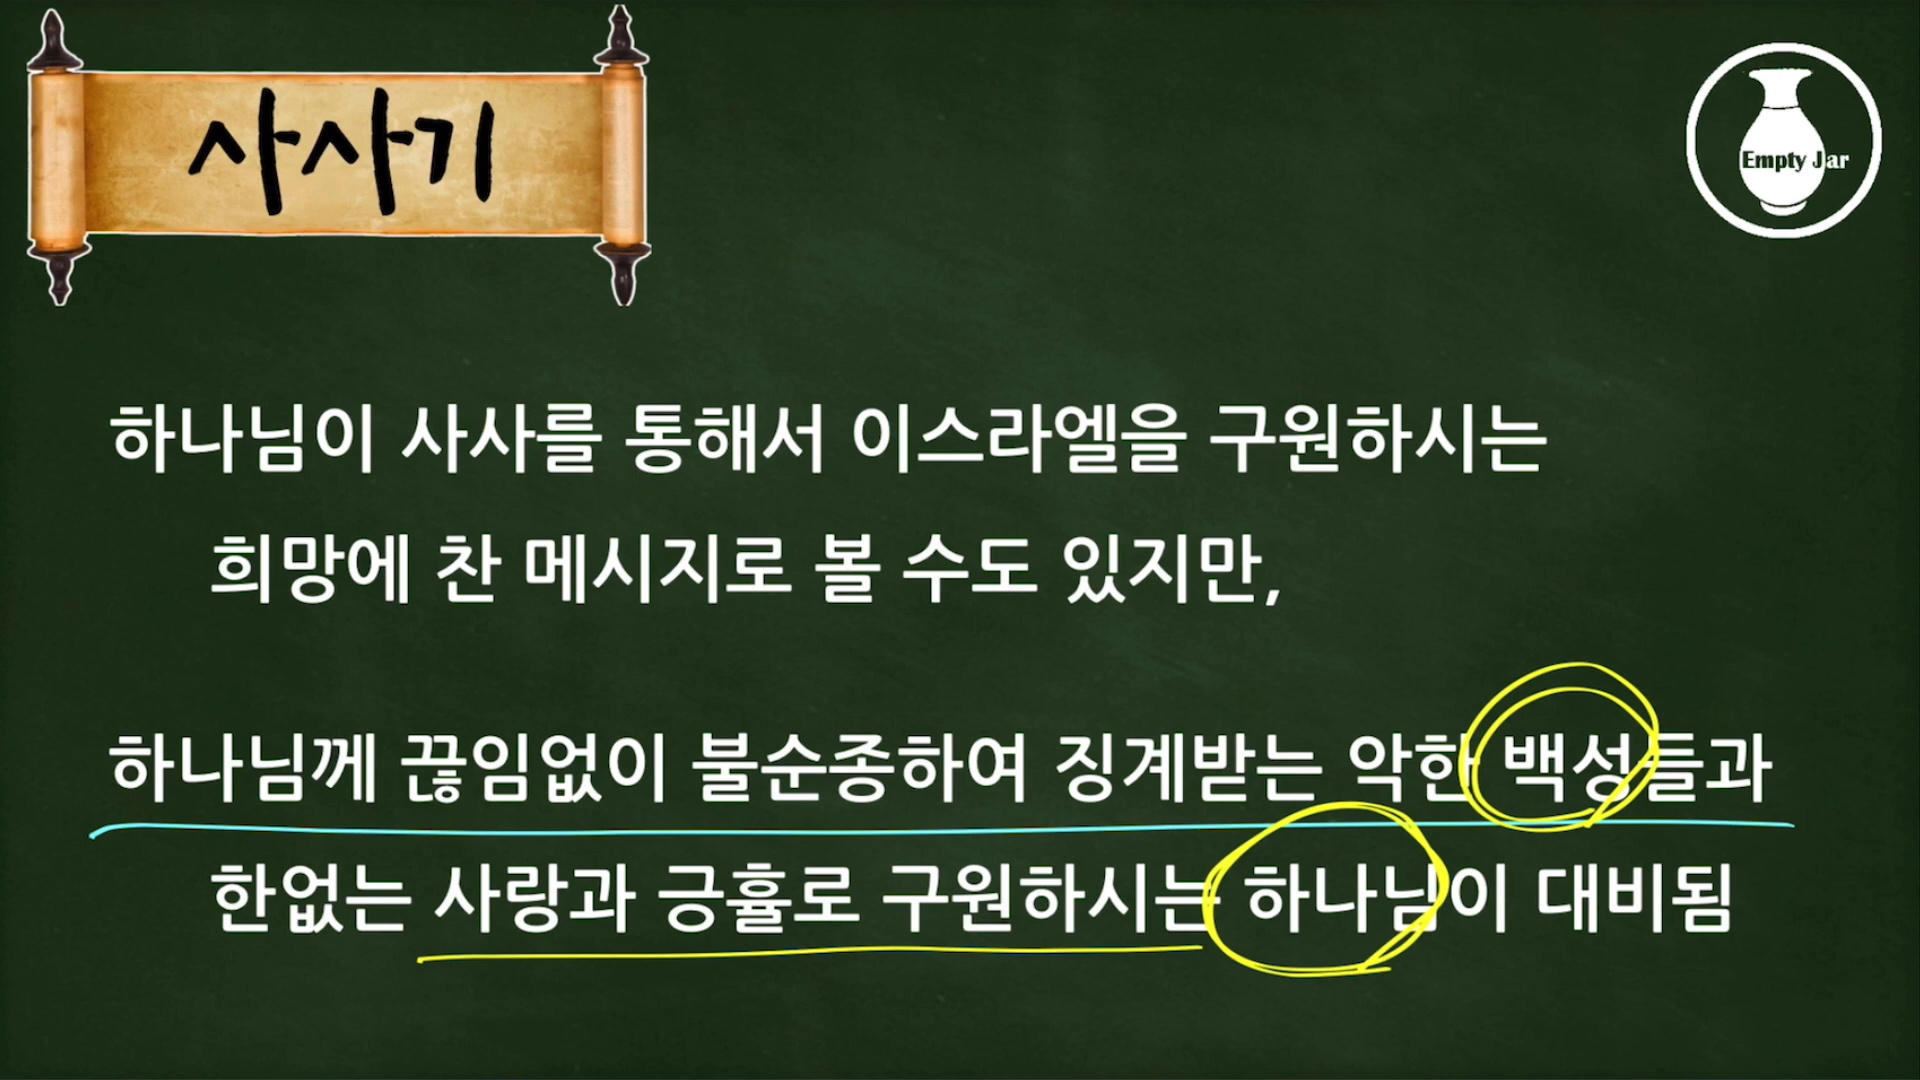 사사기
Empty Jar
하나님이 사사를 통해서 이스라엘을 구원하시는
희망에 찬 메시지로 볼 수도 있지만,
하나님께 끊임없이 불순종하여 징계받는 악한 백성들과
한없는 사랑과 긍휼로 구원하시는 하나님이 대비됨